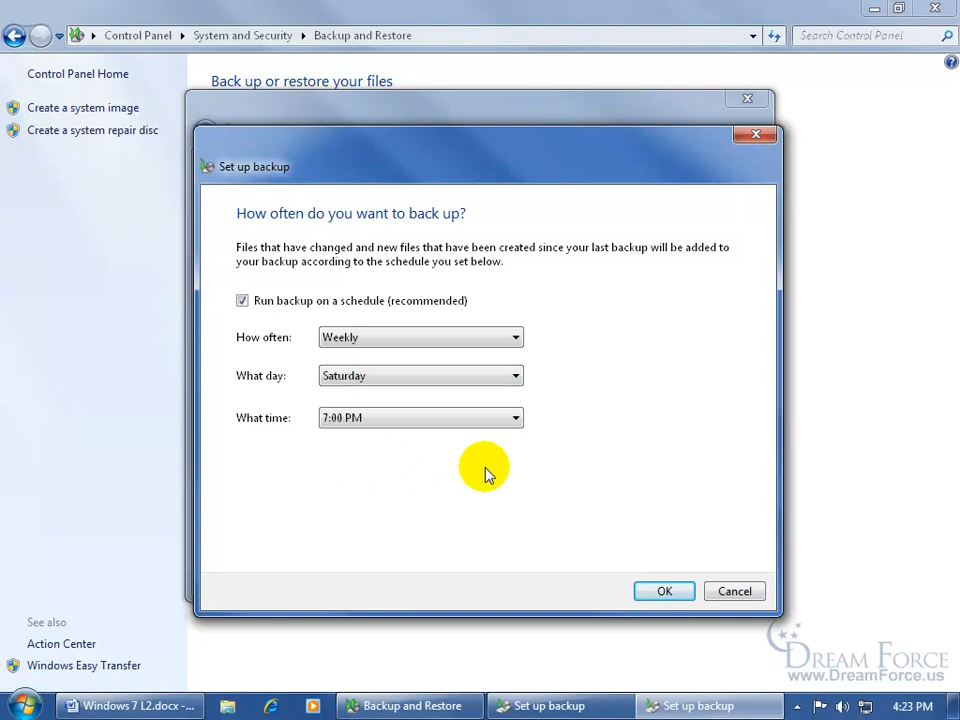 Control Panel
System and Security
Backup and Restore
Search Control Panel
Control Panel Home
Create a system image
Create a system repair disc
Back up or restore your files
Set up backup
How often do you want to back up?
Files that have changed and new files that have been created since your last backup will be added to
your backup according to the schedule you set below.
Run backup on a schedule (recommended)
How often: Weekly
What day: Saturday
What time: 7:00 PM
OK
Cancel
See also
Action Center
Windows Easy Transfer
DREAM FORCE
www.DreamForce.us
Windows 7 L2.docx -...
Backup and Restore
Set up backup
Set up backup
4:23 PM